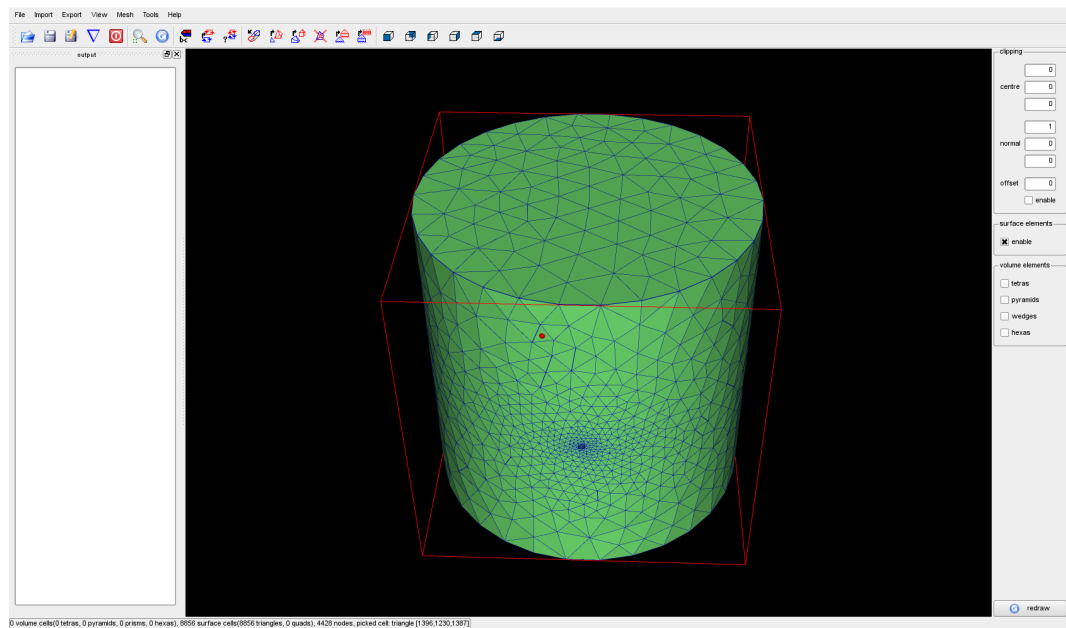 File Import Export View Mesh Tools Help
bc
output
clipping
0
centre 0
0
1
normal 0
0
offset 0
enable
surface elements
enable
volume elements
tetras
pyramids
wedges
hexas
redraw
0 volume cells(0 tetras, 0 pyramids, 0 prisms, 0 hexas), 8856 surface cells(8856 triangles, 0 quads), 4428 nodes, picked cell: triangle [1396,1230,1387]